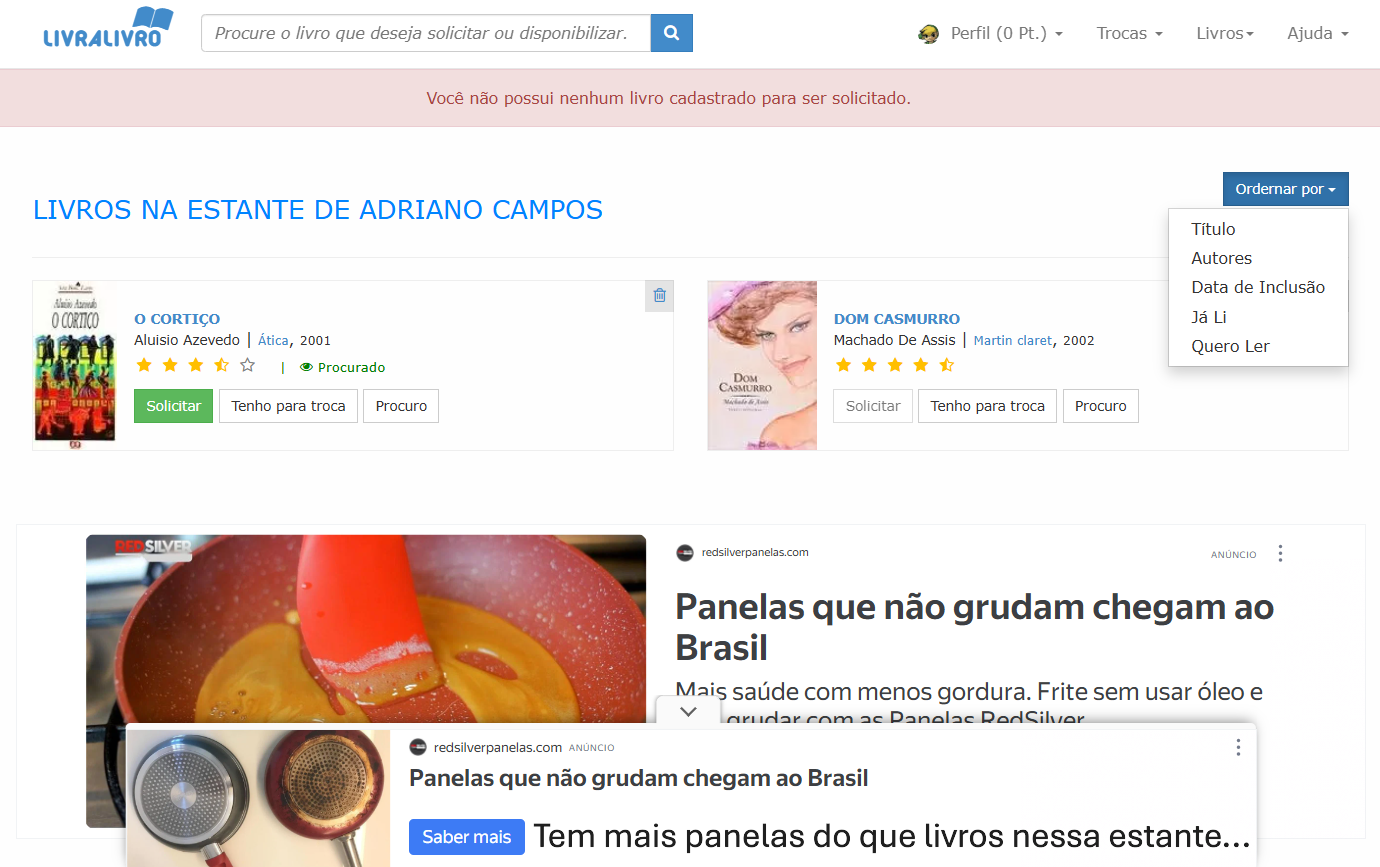 LIVRALIVRO
Procure o livro que deseja solicitar ou disponibilizar.
Perfil (0 Pt.)
Trocas
Livros
Ajuda
Você não possui nenhum livro cadastrado para ser solicitado.
LIVROS NA ESTANTE DE ADRIANO CAMPOS
Ordernar por
Título
Autores
Data de Inclusão
Já Li
Quero Ler
Aluísio Azevedo
O CORTIÇO
O CORTIÇO
Aluisio Azevedo | Ática, 2001
| Procurado
Solicitar
Tenho para troca
Procuro
DOM
CASMURRO
Machado de Assis
DOM CASMURRO
Machado De Assis | Martin claret, 2002
Solicitar
Tenho para troca
Procuro
REDSILVER
redsilverpanelas.com
ANÚNCIO
Panelas que não grudam chegam ao
Brasil
Mais saúde com menos gordura. Frite sem usar óleo e
grudar com as Panelas RedSilver
redsilverpanelas.com ANÚNCIO
Panelas que não grudam chegam ao Brasil
Saber mais
Tem mais panelas do que livros nessa estante...